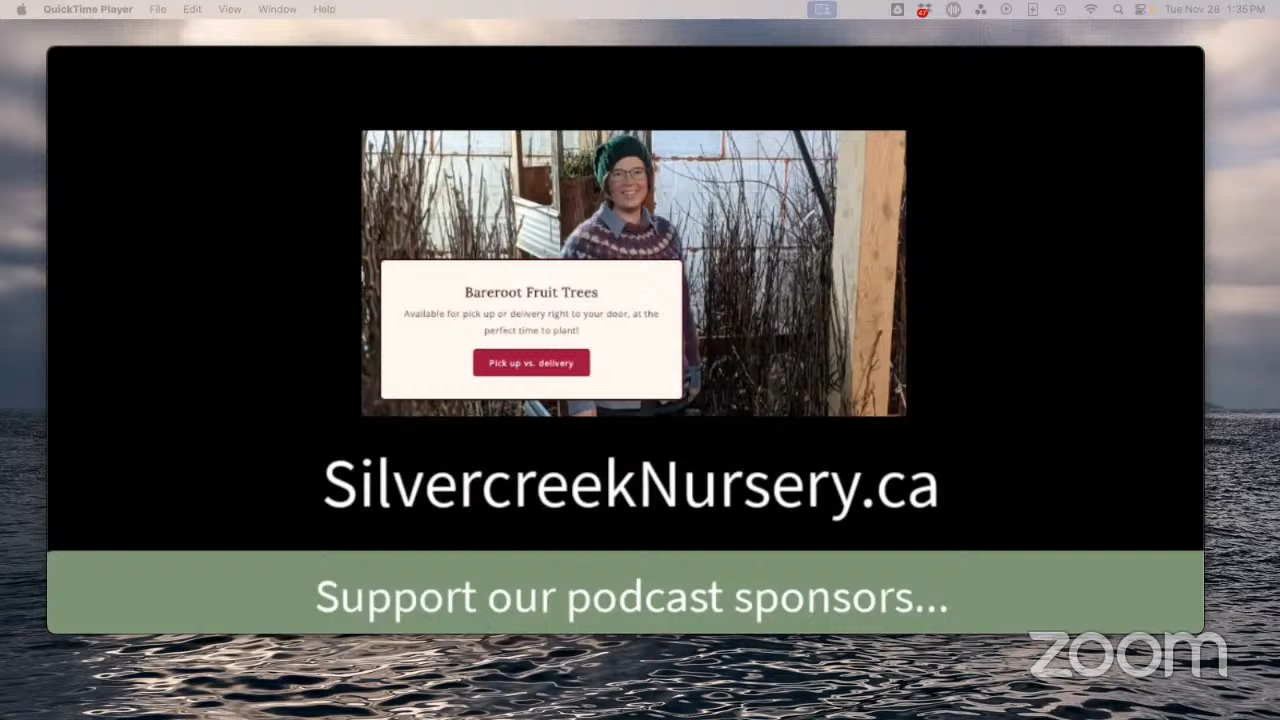 QuickTime Player File Edit View Window Help 47 Tue Nov 28 1:35 PM
Bareroot Fruit Trees
Available for pick up or delivery right to your door, at the
perfect time to plant!
Pick up vs. delivery
SilvercreekNursery.ca
Support our podcast sponsors...
zoom